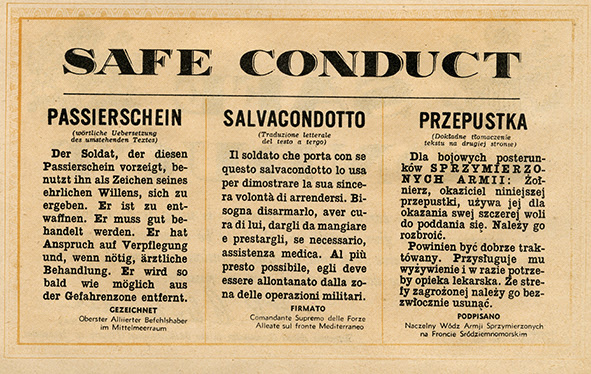 SAFE CONDUCT
PASSIERSCHEIN
(wörtliche Uebersetzung
des umstehenden Textes)
Der Soldat, der diesen
Passierschein vorzeigt, be-
nutzt ihn als Zeichen seines
ehrlichen Willens, sich zu
ergeben. Er ist zu ent-
waffnen. Er muss gut be-
handelt werden. Er hat
Anspruch auf Verpflegung
und, wenn nötig, ärztliche
Behandlung. Er wird so
bald wie möglich aus
der Gefahrenzone entfernt.
GEZEICHNET
Oberster Alliierter Befehlshaber
im Mittelmeerraum
SALVACONDOTTO
(Traduzione letterale
del testo a tergo)
Il soldato che porta con se
questo salvacondotto lo usa
per dimostrare la sua since-
ra volontà di arrendersi. Bi-
sogna disarmarlo, aver cu-
ra di lui, dargli da mangiare
e prestargli, se necessario,
assistenza medica. Al più
presto possibile, egli deve
essere allontanato dalla zo-
na delle operazioni militari.
FIRMATO
Comandante Supremo delle Forze
Alleate sul fronte Mediterraneo
PRZEPUSTKA
(Dokładne tłomaczenie
tekstu na drugiej stronse)
Dla bojowych posterun-
ków SPRZYMIERZO-
NYCH ARMII: Żoł-
nierz, okaziciel niniejszej
przepustki, używa jej dla
okazania swej szczerej woli
do poddania się. Należy go
rozbroić.
Powinien być dobrze trak-
tówany. Przysługuje mu
wyżywienie i w razie potrze-
by opieka lekarska. Ze stre-
fy zagrożonej należy go bez-
zwłocznie usunąć.
PODPISANO
Naczelny Wódz Armji Sprzymierzonych
na Froncie Śródziemnomorskim